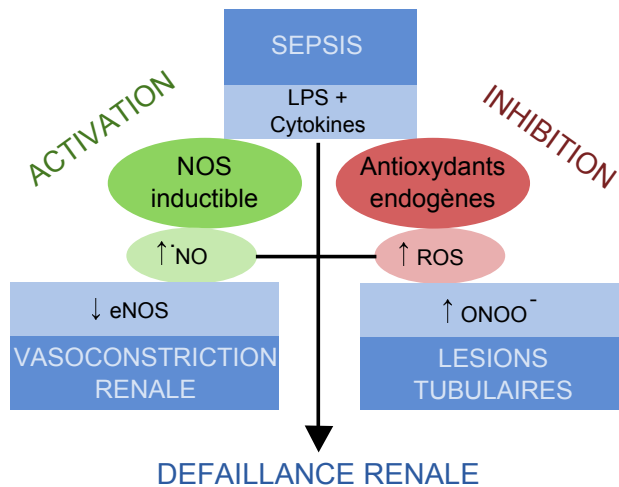 SEPSIS
LPS +
Cytokines
ACTIVATION
INHIBITION
NOS
inductible
Antioxydants
endogènes
↑˙NO
↑ ROS
↓ eNOS
↑ ONOO⁻
VASOCONSTRICTION
RENALE
LESIONS
TUBULAIRES
DEFAILLANCE RENALE